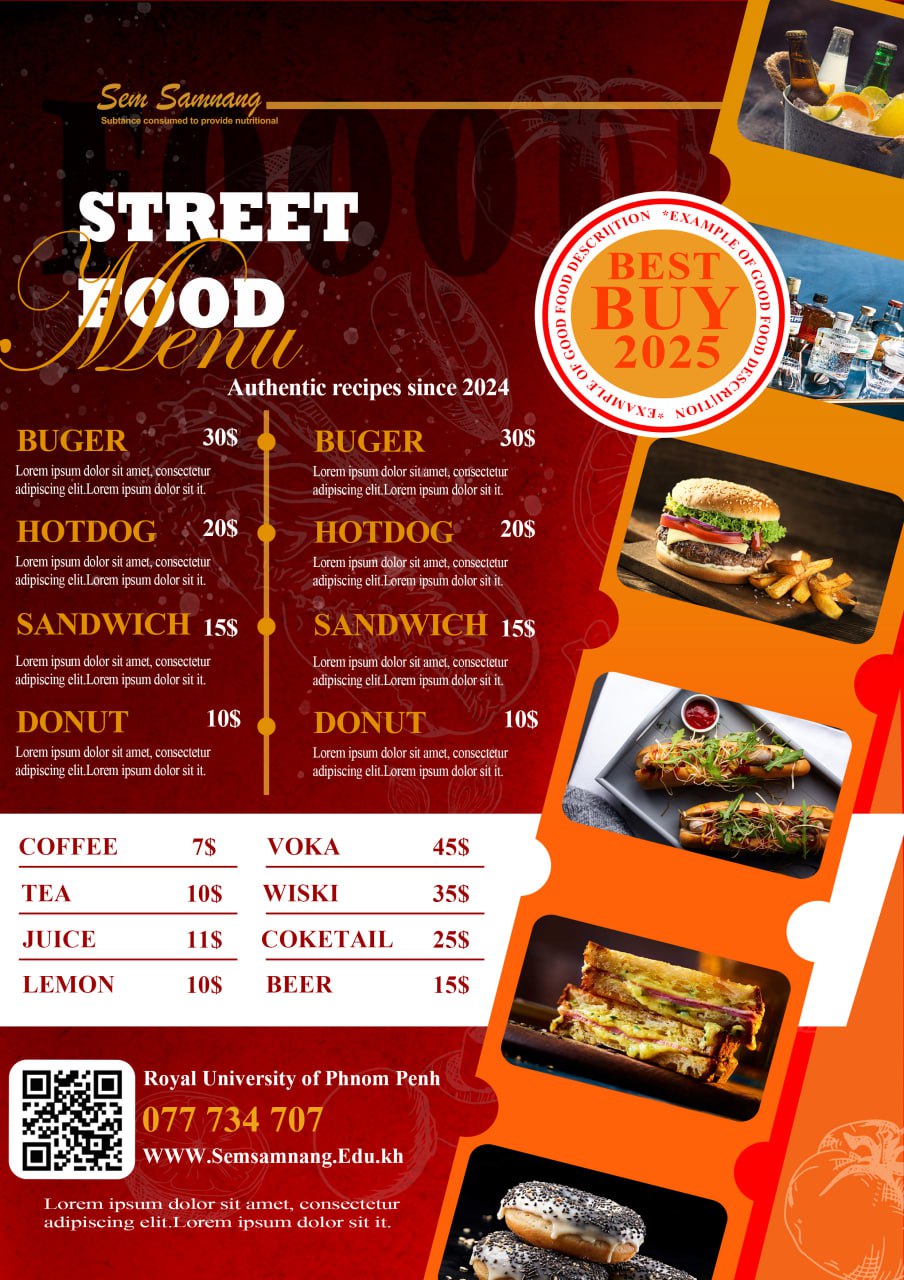 Sem Samnang
Subtance consumed to provide nutritional
FOOD
STREET
FOOD
Menu
Authentic recipes since 2024
*EXAMPLE OF GOOD FOOD DESCRI|TION *EXAMPLE OF GOOD FOOD DESCRI|TION
BEST
BUY
2025
BUGER 30$
Lorem ipsum dolor sit amet, consectetur
adipiscing elit.Lorem ipsum dolor sit it.
HOTDOG 20$
Lorem ipsum dolor sit amet, consectetur
adipiscing elit.Lorem ipsum dolor sit it.
SANDWICH 15$
Lorem ipsum dolor sit amet, consectetur
adipiscing elit.Lorem ipsum dolor sit it.
DONUT 10$
Lorem ipsum dolor sit amet, consectetur
adipiscing elit.Lorem ipsum dolor sit it.
BUGER 30$
Lorem ipsum dolor sit amet, consectetur
adipiscing elit.Lorem ipsum dolor sit it.
HOTDOG 20$
Lorem ipsum dolor sit amet, consectetur
adipiscing elit.Lorem ipsum dolor sit it.
SANDWICH 15$
Lorem ipsum dolor sit amet, consectetur
adipiscing elit.Lorem ipsum dolor sit it.
DONUT 10$
Lorem ipsum dolor sit amet, consectetur
adipiscing elit.Lorem ipsum dolor sit it.
COFFEE 7$
TEA 10$
JUICE 11$
LEMON 10$
VOKA 45$
WISKI 35$
COKETAIL 25$
BEER 15$
Royal University of Phnom Penh
077 734 707
WWW.Semsamnang.Edu.kh
Lorem ipsum dolor sit amet, consectetur
adipiscing elit.Lorem ipsum dolor sit it.